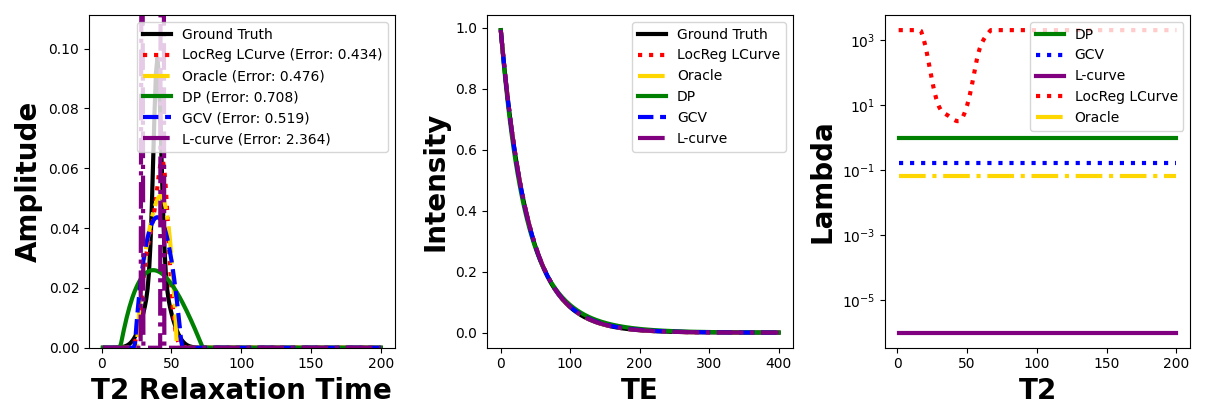 Amplitude
0.10
0.08
0.06
0.04
0.02
0.00
0
50
100
150
200
T2 Relaxation Time
Ground Truth
LocReg LCurve (Error: 0.434)
Oracle (Error: 0.476)
DP (Error: 0.708)
GCV (Error: 0.519)
L-curve (Error: 2.364)
Intensity
1.0
0.8
0.6
0.4
0.2
0.0
0
100
200
300
400
TE
Ground Truth
LocReg LCurve
Oracle
DP
GCV
L-curve
Lambda
10³
10¹
10⁻¹
10⁻³
10⁻⁵
0
50
100
150
200
T2
DP
GCV
L-curve
LocReg LCurve
Oracle